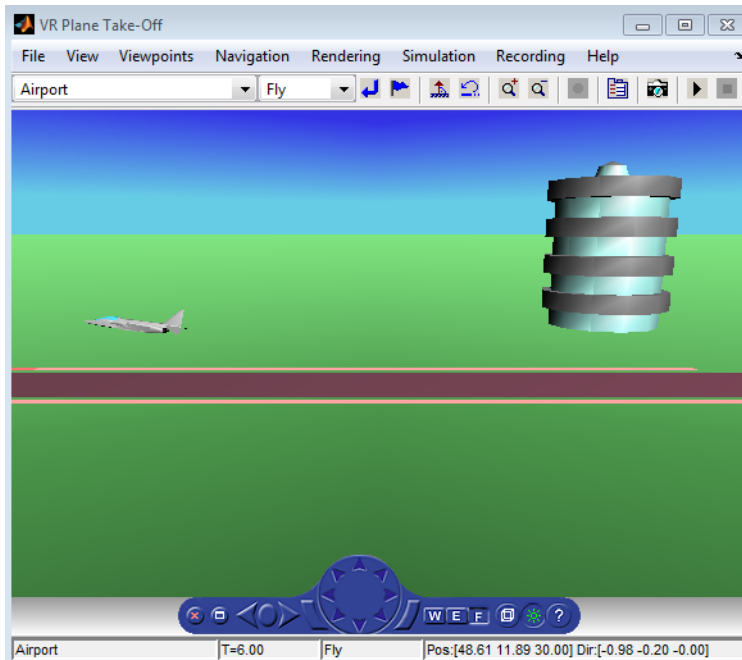 VR Plane Take-Off
File View Viewpoints Navigation Rendering Simulation Recording Help
Airport Fly
W E F ?
Airport T=6.00 Fly Pos:[48.61 11.89 30.00] Dir:[-0.98 -0.20 -0.00]